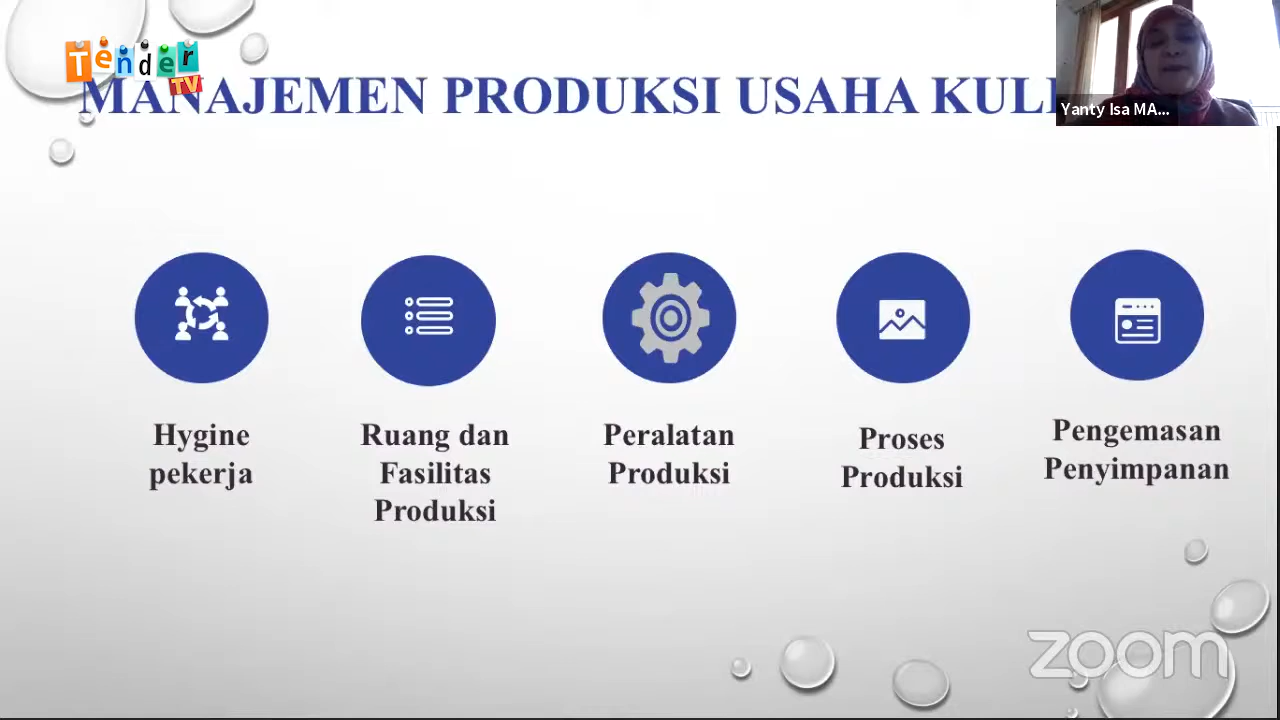 Tender
TV
MANAJEMEN PRODUKSI USAHA
Yanty Isa MA...
Hygine
pekerja
Ruang dan
Fasilitas
Produksi
Peralatan
Produksi
Proses
Produksi
Pengemasan
Penyimpanan
zoom